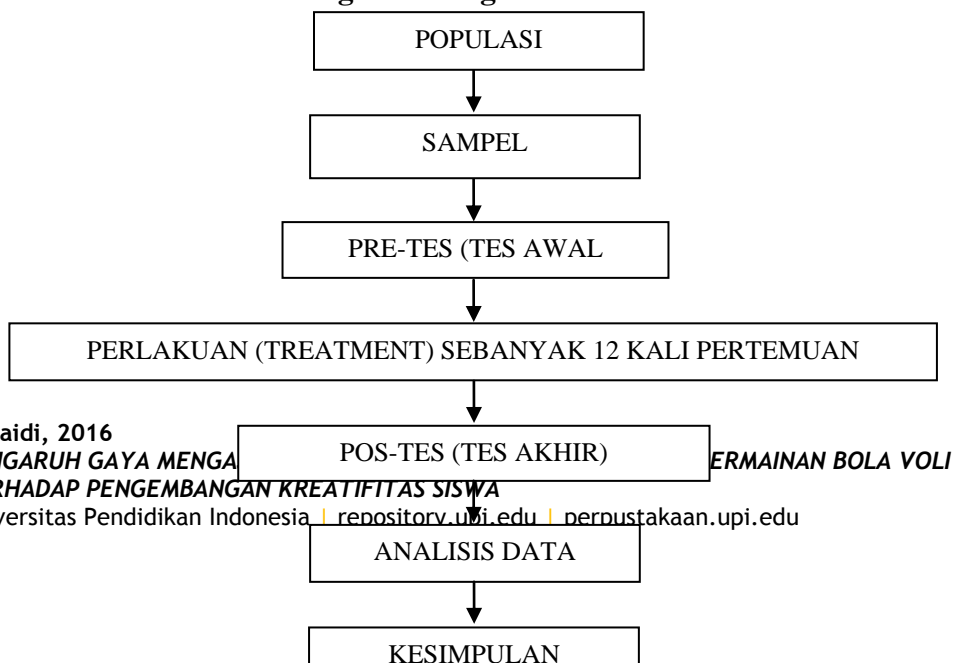 POPULASI
SAMPEL
PRE-TES (TES AWAL
PERLAKUAN (TREATMENT) SEBANYAK 12 KALI PERTEMUAN
aidi, 2016
POS-TES (TES AKHIR)
NGARUH GAYA MENGA ERMAINAN BOLA VOLI
RHADAP PENGEMBANGAN KREATIFITAS SISWA
versitas Pendidikan Indonesia | repository.upi.edu | perpustakaan.upi.edu
ANALISIS DATA
KESIMPULAN